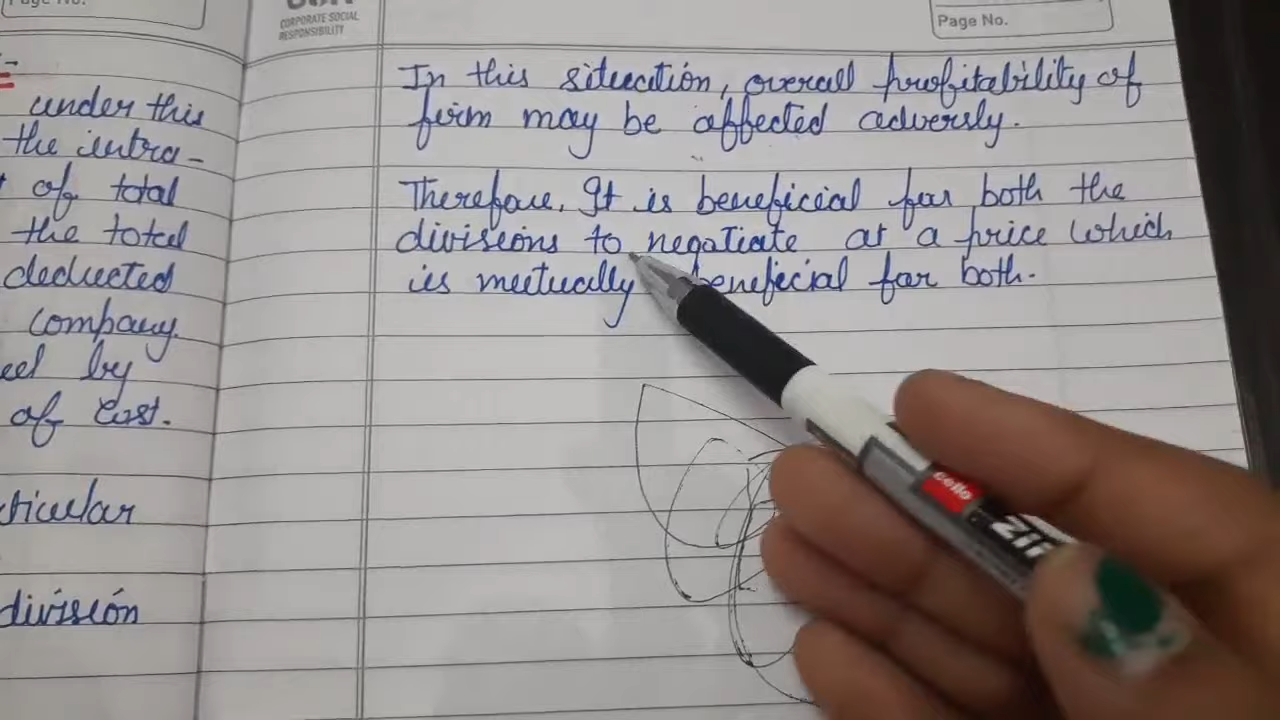 CORPORATE SOCIAL
RESPONSIBILITY
Page No.
under this
the intra-
of total
the total
deducted
company.
by
of cost.
division
In this situation, overall profitability of
firm may be affected adversly.
Therefore, It is beneficial for both the
divisions to negotiate at a price which
is mutually beneficial for both.
cello